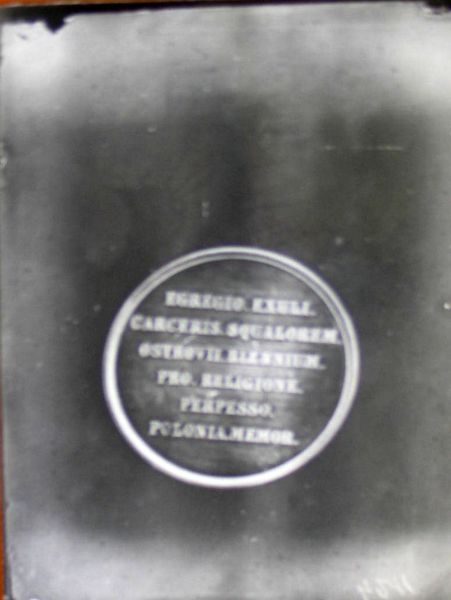 EGREGIO. EXULI.
CARCERIS. SQUALOREM.
OSTROVII. BIENNIUM.
PRO. RELIGIONE.
PERPESSO.
POLONIA. MEMOR.